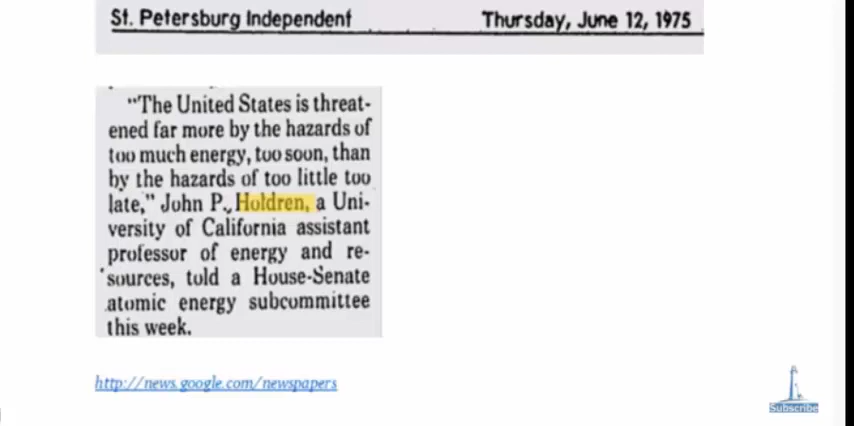 St. Petersburg Independent Thursday, June 12, 1975
"The United States is threat-
ened far more by the hazards of
too much energy, too soon, than
by the hazards of too little too
late," John P. Holdren, a Uni-
versity of California assistant
professor of energy and re-
sources, told a House-Senate
atomic energy subcommittee
this week.
http://news.google.com/newspapers
Subscribe